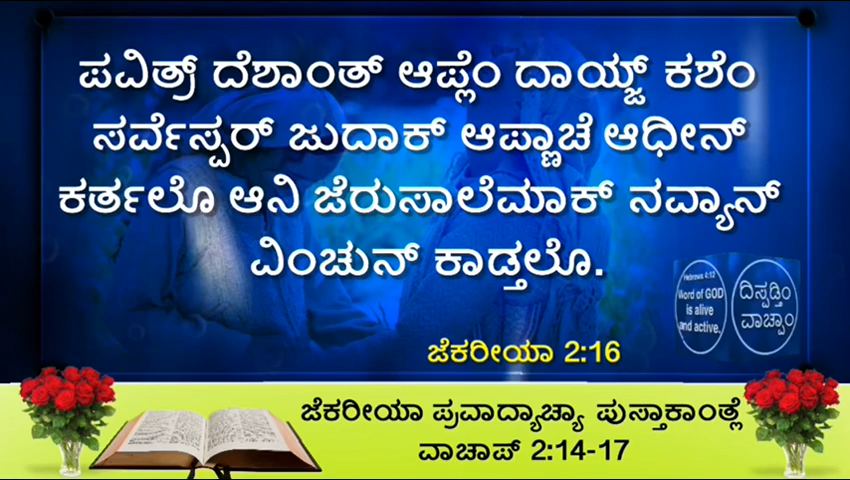 ಪವಿತ್ರ್ ದೆಶಾಂತ್ ಆಪ್ಲೆಂ ದಾಯ್ಜ್ ಕಶೆಂ
ಸರ್ವೆಸ್ಪರ್ ಜುದಾಕ್ ಆಪ್ಣಾಚೆ ಆಧೀನ್
ಕರ್ತಲೊ ಆನಿ ಜೆರುಸಾಲೆಮಾಕ್ ನವ್ಯಾನ್
ವಿಂಚುನ್ ಕಾಡ್ತಲೊ.
Hebrews 4:12
Word of GOD
is alive
and active.
ದಿಸ್ಪಡ್ತಿಂ
ವಾಚ್ಪಾಂ
ಜೆಕರೀಯಾ 2:16
ಜೆಕರೀಯಾ ಪ್ರವಾದ್ಯಾಚ್ಯಾ ಪುಸ್ತಾಕಾಂತ್ಲೆ
ವಾಚಾಪ್ 2:14-17